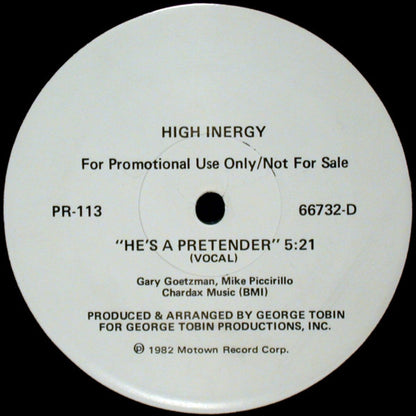 HIGH INERGY
For Promotional Use Only/Not For Sale
PR-113 66732-D
"HE'S A PRETENDER" 5:21
(VOCAL)
Gary Goetzman, Mike Piccirillo
Chardax Music (BMI)
PRODUCED & ARRANGED BY GEORGE TOBIN
FOR GEORGE TOBIN PRODUCTIONS, INC.
℗ 1982 Motown Record Corp.